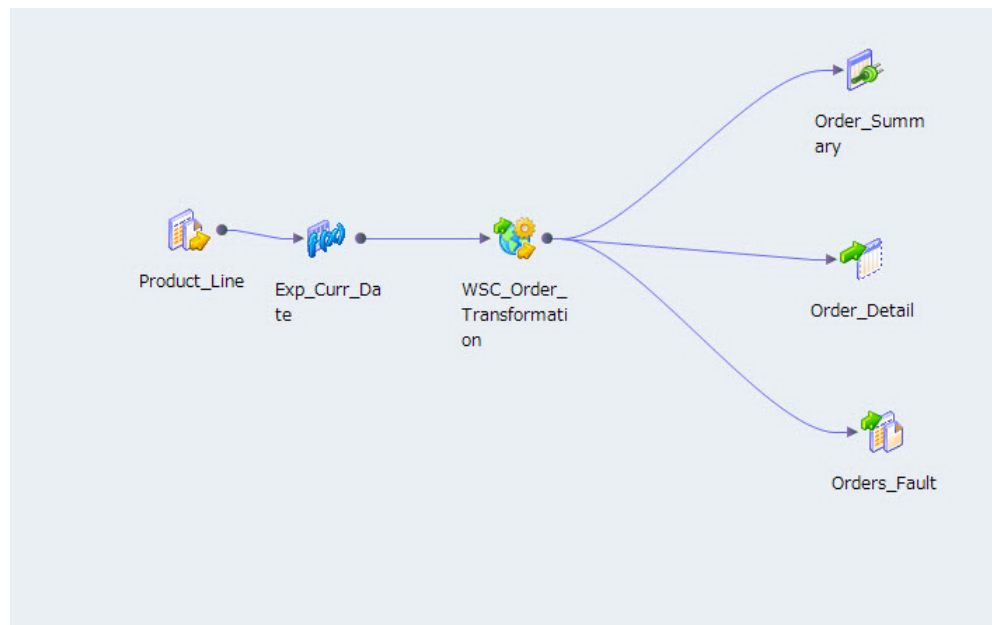 Order_Summ
ary
Product_Line
Exp_Curr_Da
te
WSC_Order_
Transformati
on
Order_Detail
Orders_Fault